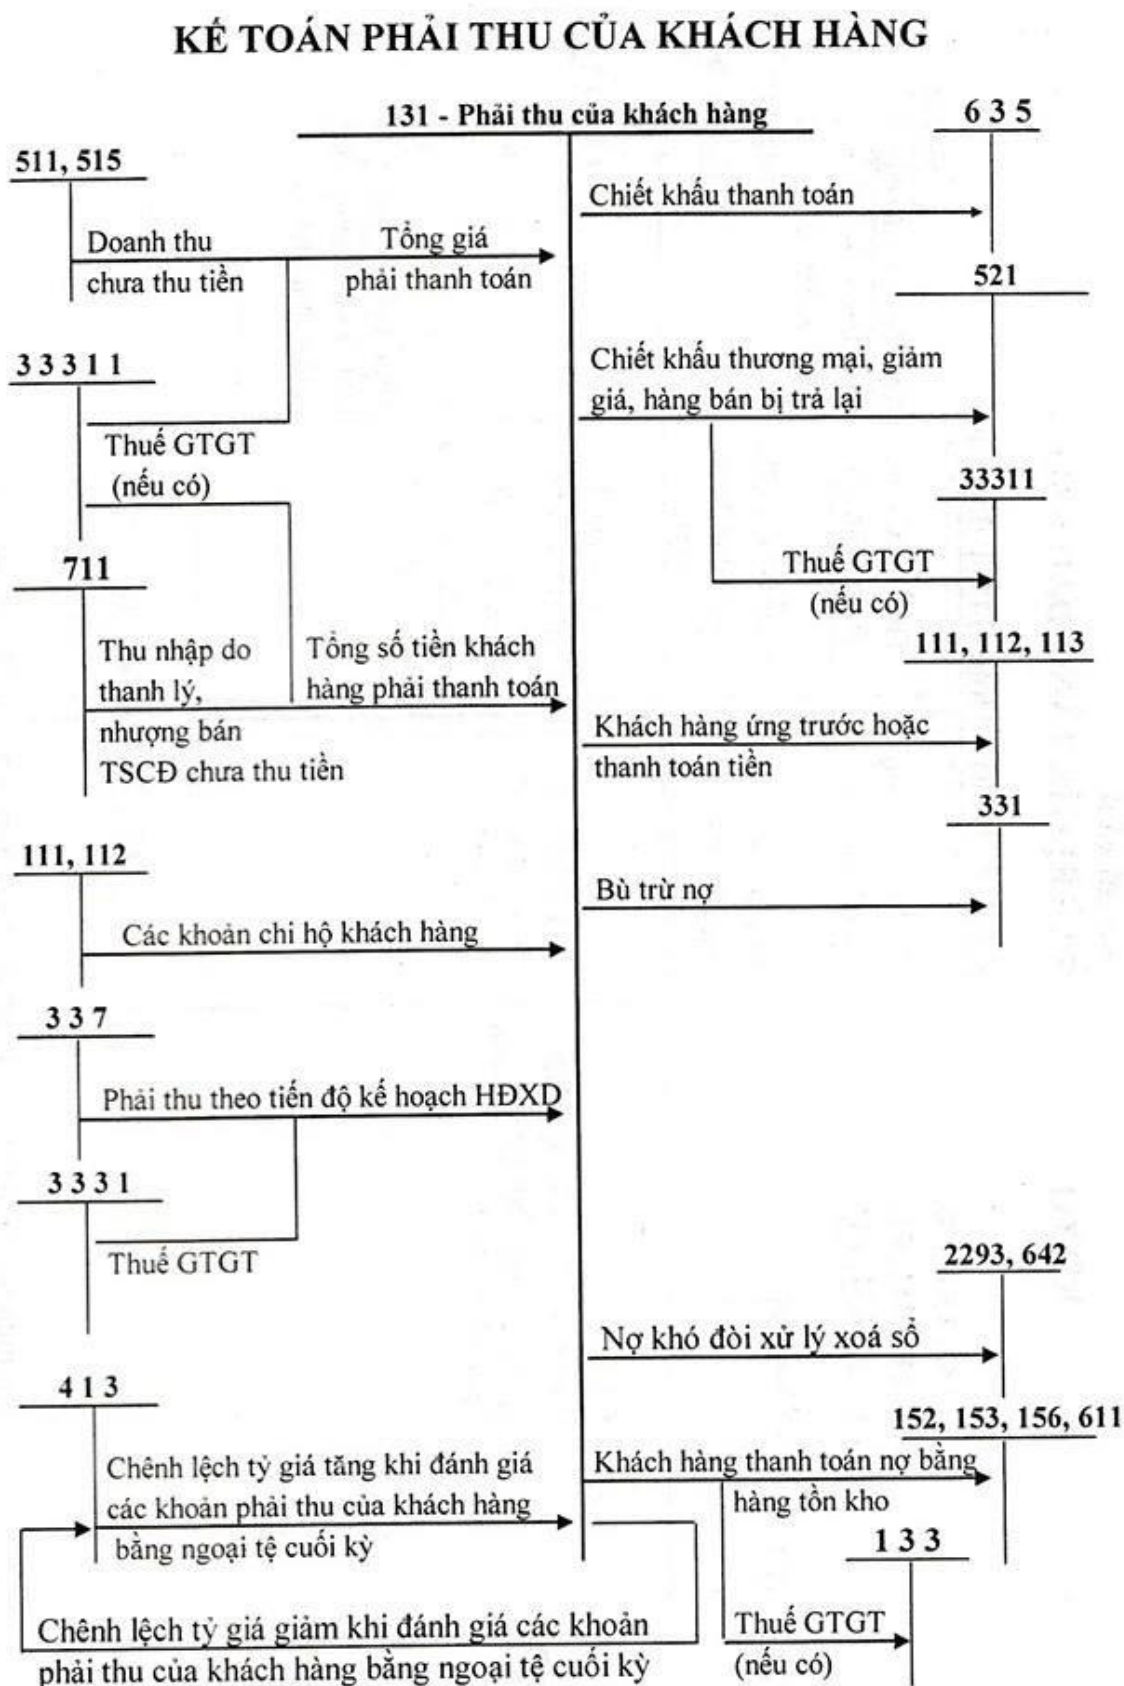 KẾ TOÁN PHẢI THU CỦA KHÁCH HÀNG
131 - Phải thu của khách hàng
6 3 5
511, 515
Chiết khấu thanh toán
Doanh thu
chưa thu tiền
Tổng giá
phải thanh toán
521
3 3 3 1 1
Chiết khấu thương mại, giảm
giá, hàng bán bị trả lại
Thuế GTGT
(nếu có)
33311
Thuế GTGT
(nếu có)
711
Thu nhập do
thanh lý,
nhượng bán
TSCĐ chưa thu tiền
Tổng số tiền khách
hàng phải thanh toán
111, 112, 113
Khách hàng ứng trước hoặc
thanh toán tiền
331
111, 112
Bù trừ nợ
Các khoản chi hộ khách hàng
3 3 7
Phải thu theo tiến độ kế hoạch HĐXD
3 3 3 1
Thuế GTGT
2293, 642
Nợ khó đòi xử lý xoá sổ
4 1 3
152, 153, 156, 611
Chênh lệch tỷ giá tăng khi đánh giá
các khoản phải thu của khách hàng
bằng ngoại tệ cuối kỳ
Khách hàng thanh toán nợ bằng
hàng tồn kho
1 3 3
Chênh lệch tỷ giá giảm khi đánh giá các khoản
phải thu của khách hàng bằng ngoại tệ cuối kỳ
Thuế GTGT
(nếu có)